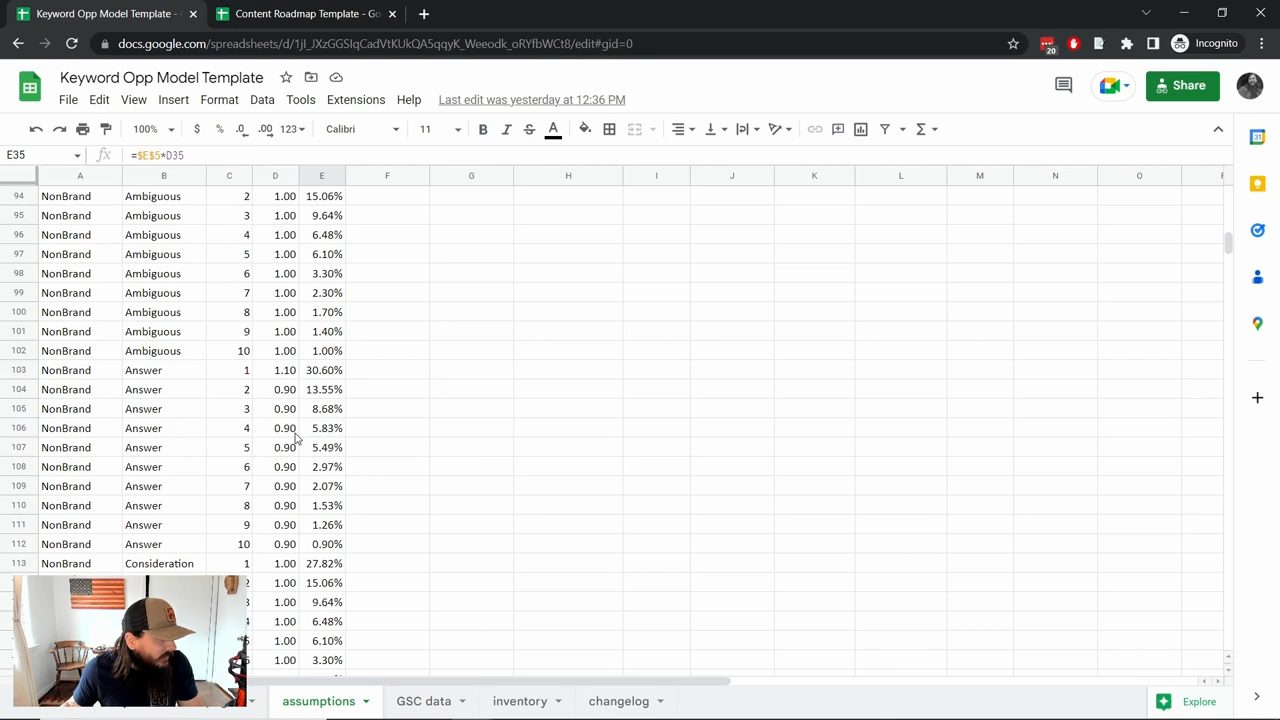 Keyword Opp Model Template -
Content Roadmap Template - Go
docs.google.com/spreadsheets/d/
/edit#gid=0
20
Incognito
Keyword Opp Model Template
File Edit View Insert Format Data Tools Extensions Help Last edit was yesterday at 12:36 PM
Share
100% $ % .0 .00 123 Calibri 11 B I S A
E35 fx =$E$5*D35
A B C D E F G H I J K L M N O
94 NonBrand Ambiguous 2 1.00 15.06%
95 NonBrand Ambiguous 3 1.00 9.64%
96 NonBrand Ambiguous 4 1.00 6.48%
97 NonBrand Ambiguous 5 1.00 6.10%
98 NonBrand Ambiguous 6 1.00 3.30%
99 NonBrand Ambiguous 7 1.00 2.30%
100 NonBrand Ambiguous 8 1.00 1.70%
101 NonBrand Ambiguous 9 1.00 1.40%
102 NonBrand Ambiguous 10 1.00 1.00%
103 NonBrand Answer 1 1.10 30.60%
104 NonBrand Answer 2 0.90 13.55%
105 NonBrand Answer 3 0.90 8.68%
106 NonBrand Answer 4 0.90 5.83%
107 NonBrand Answer 5 0.90 5.49%
108 NonBrand Answer 6 0.90 2.97%
109 NonBrand Answer 7 0.90 2.07%
110 NonBrand Answer 8 0.90 1.53%
111 NonBrand Answer 9 0.90 1.26%
112 NonBrand Answer 10 0.90 0.90%
113 NonBrand Consideration 1 1.00 27.82%
2 1.00 15.06%
1.00 9.64%
1.00 6.48%
1.00 6.10%
1.00 3.30%
assumptions GSC data inventory changelog
Explore